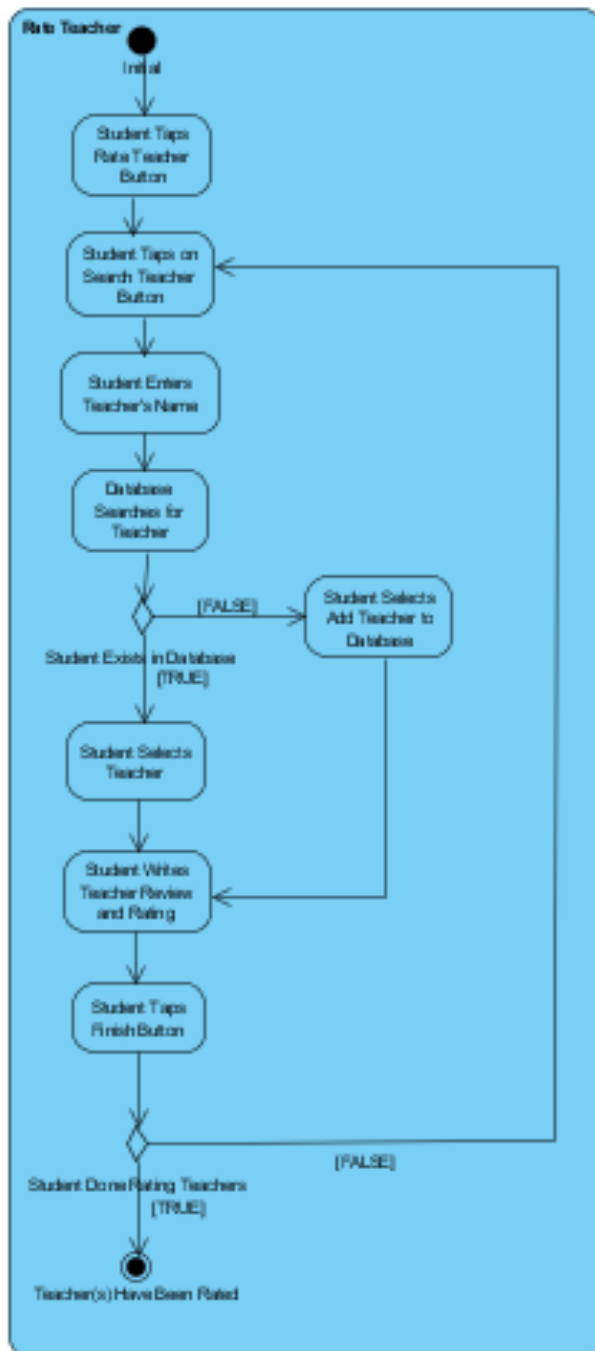 Rate Teacher
Initial
Student Taps
Rate Teacher
Button
Student Taps on
Search Teacher
Button
Student Enters
Teacher's Name
Database
Searches for
Teacher
[FALSE]
Student Selects
Add Teacher to
Database
Student Exists in Database
[TRUE]
Student Selects
Teacher
Student Writes
Teacher Review
and Rating
Student Taps
Finish Button
[FALSE]
Student Done Rating Teachers
[TRUE]
Teacher(s) Have Been Rated